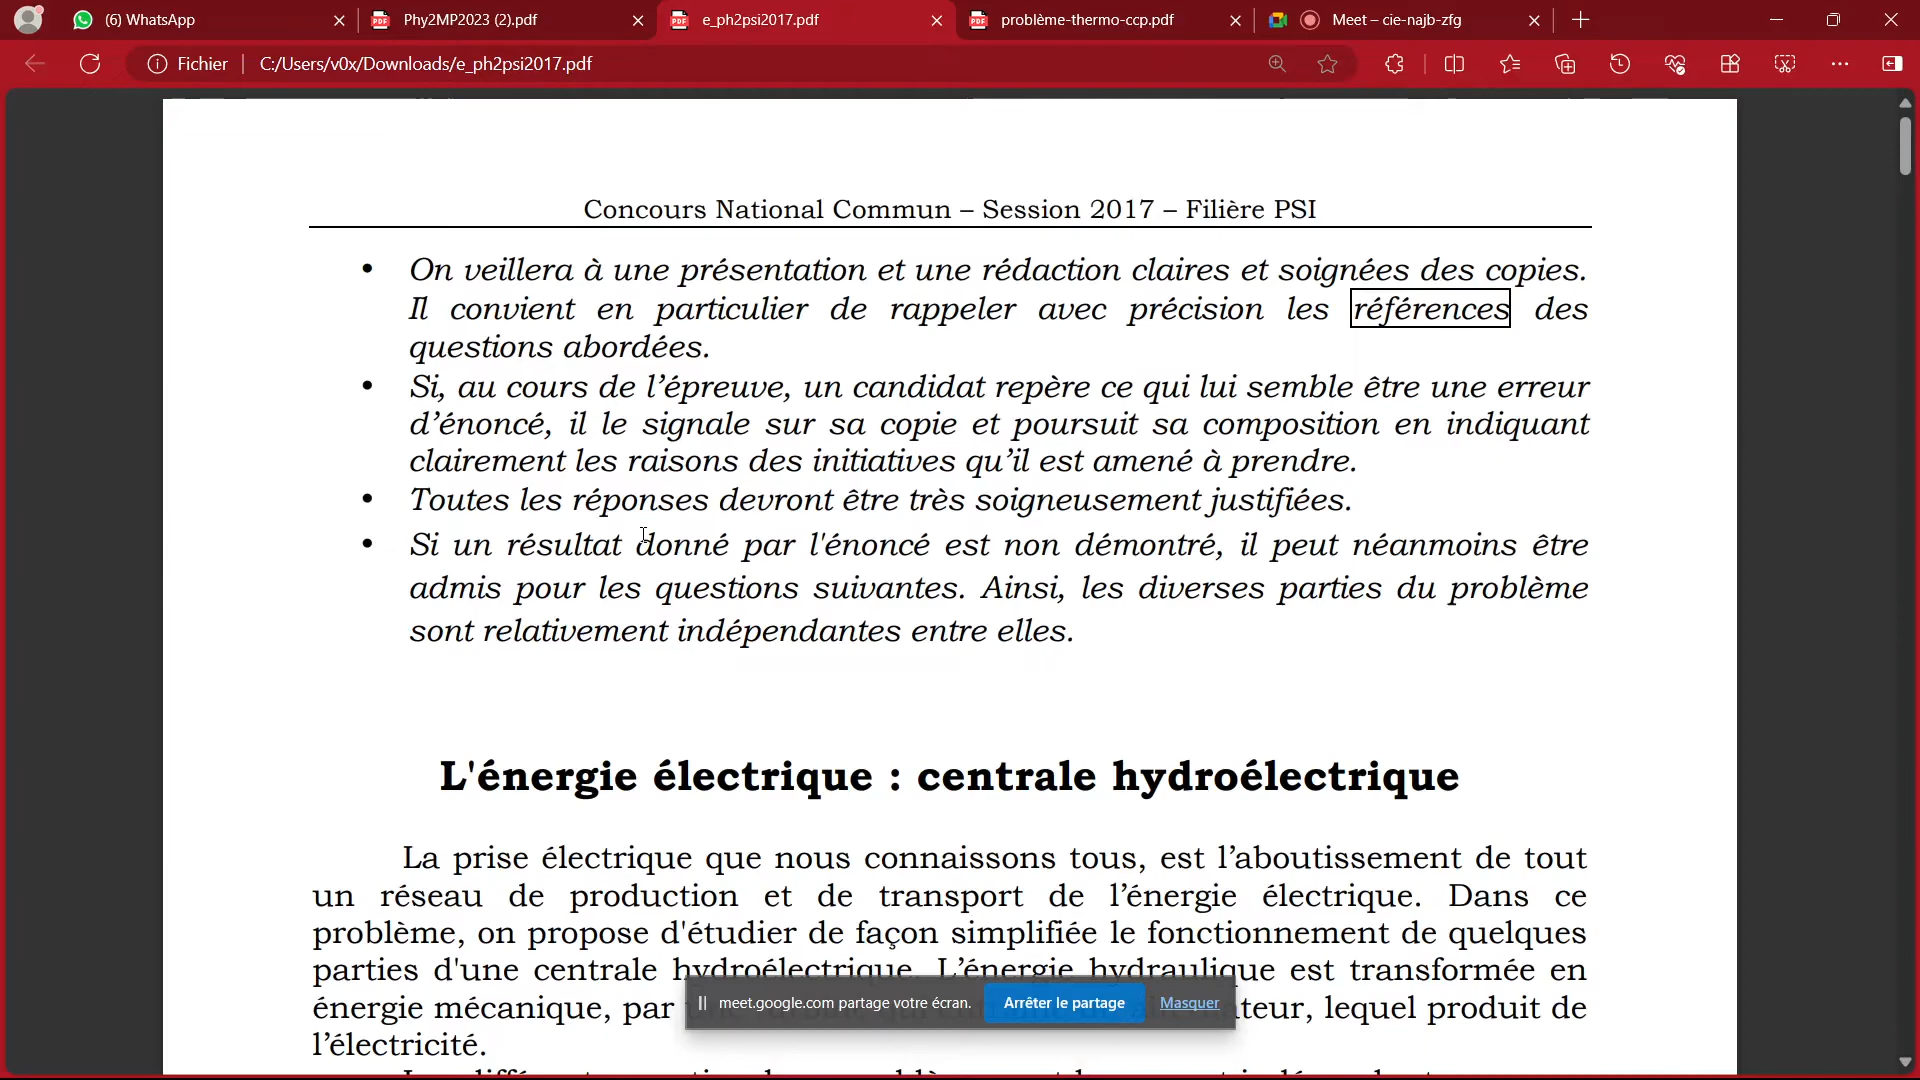 (6) WhatsApp
Phy2MP2023 (2).pdf
e_ph2psi2017.pdf
problème-thermo-ccp.pdf
Meet – cie-najb-zfg
Fichier
C:/Users/v0x/Downloads/e_ph2psi2017.pdf
Concours National Commun – Session 2017 – Filière PSI
• On veillera à une présentation et une rédaction claires et soignées des copies.
Il convient en particulier de rappeler avec précision les références des
questions abordées.
• Si, au cours de l’épreuve, un candidat repère ce qui lui semble être une erreur
d’énoncé, il le signale sur sa copie et poursuit sa composition en indiquant
clairement les raisons des initiatives qu’il est amené à prendre.
• Toutes les réponses devront être très soigneusement justifiées.
• Si un résultat donné par l'énoncé est non démontré, il peut néanmoins être
admis pour les questions suivantes. Ainsi, les diverses parties du problème
sont relativement indépendantes entre elles.
L'énergie électrique : centrale hydroélectrique
La prise électrique que nous connaissons tous, est l’aboutissement de tout
un réseau de production et de transport de l’énergie électrique. Dans ce
problème, on propose d'étudier de façon simplifiée le fonctionnement de quelques
parties d'une centrale hydroélectrique. L’énergie hydraulique est transformée en
énergie mécanique, par
lequel produit de
l’électricité.
meet.google.com partage votre écran.
Arrêter le partage
Masquer